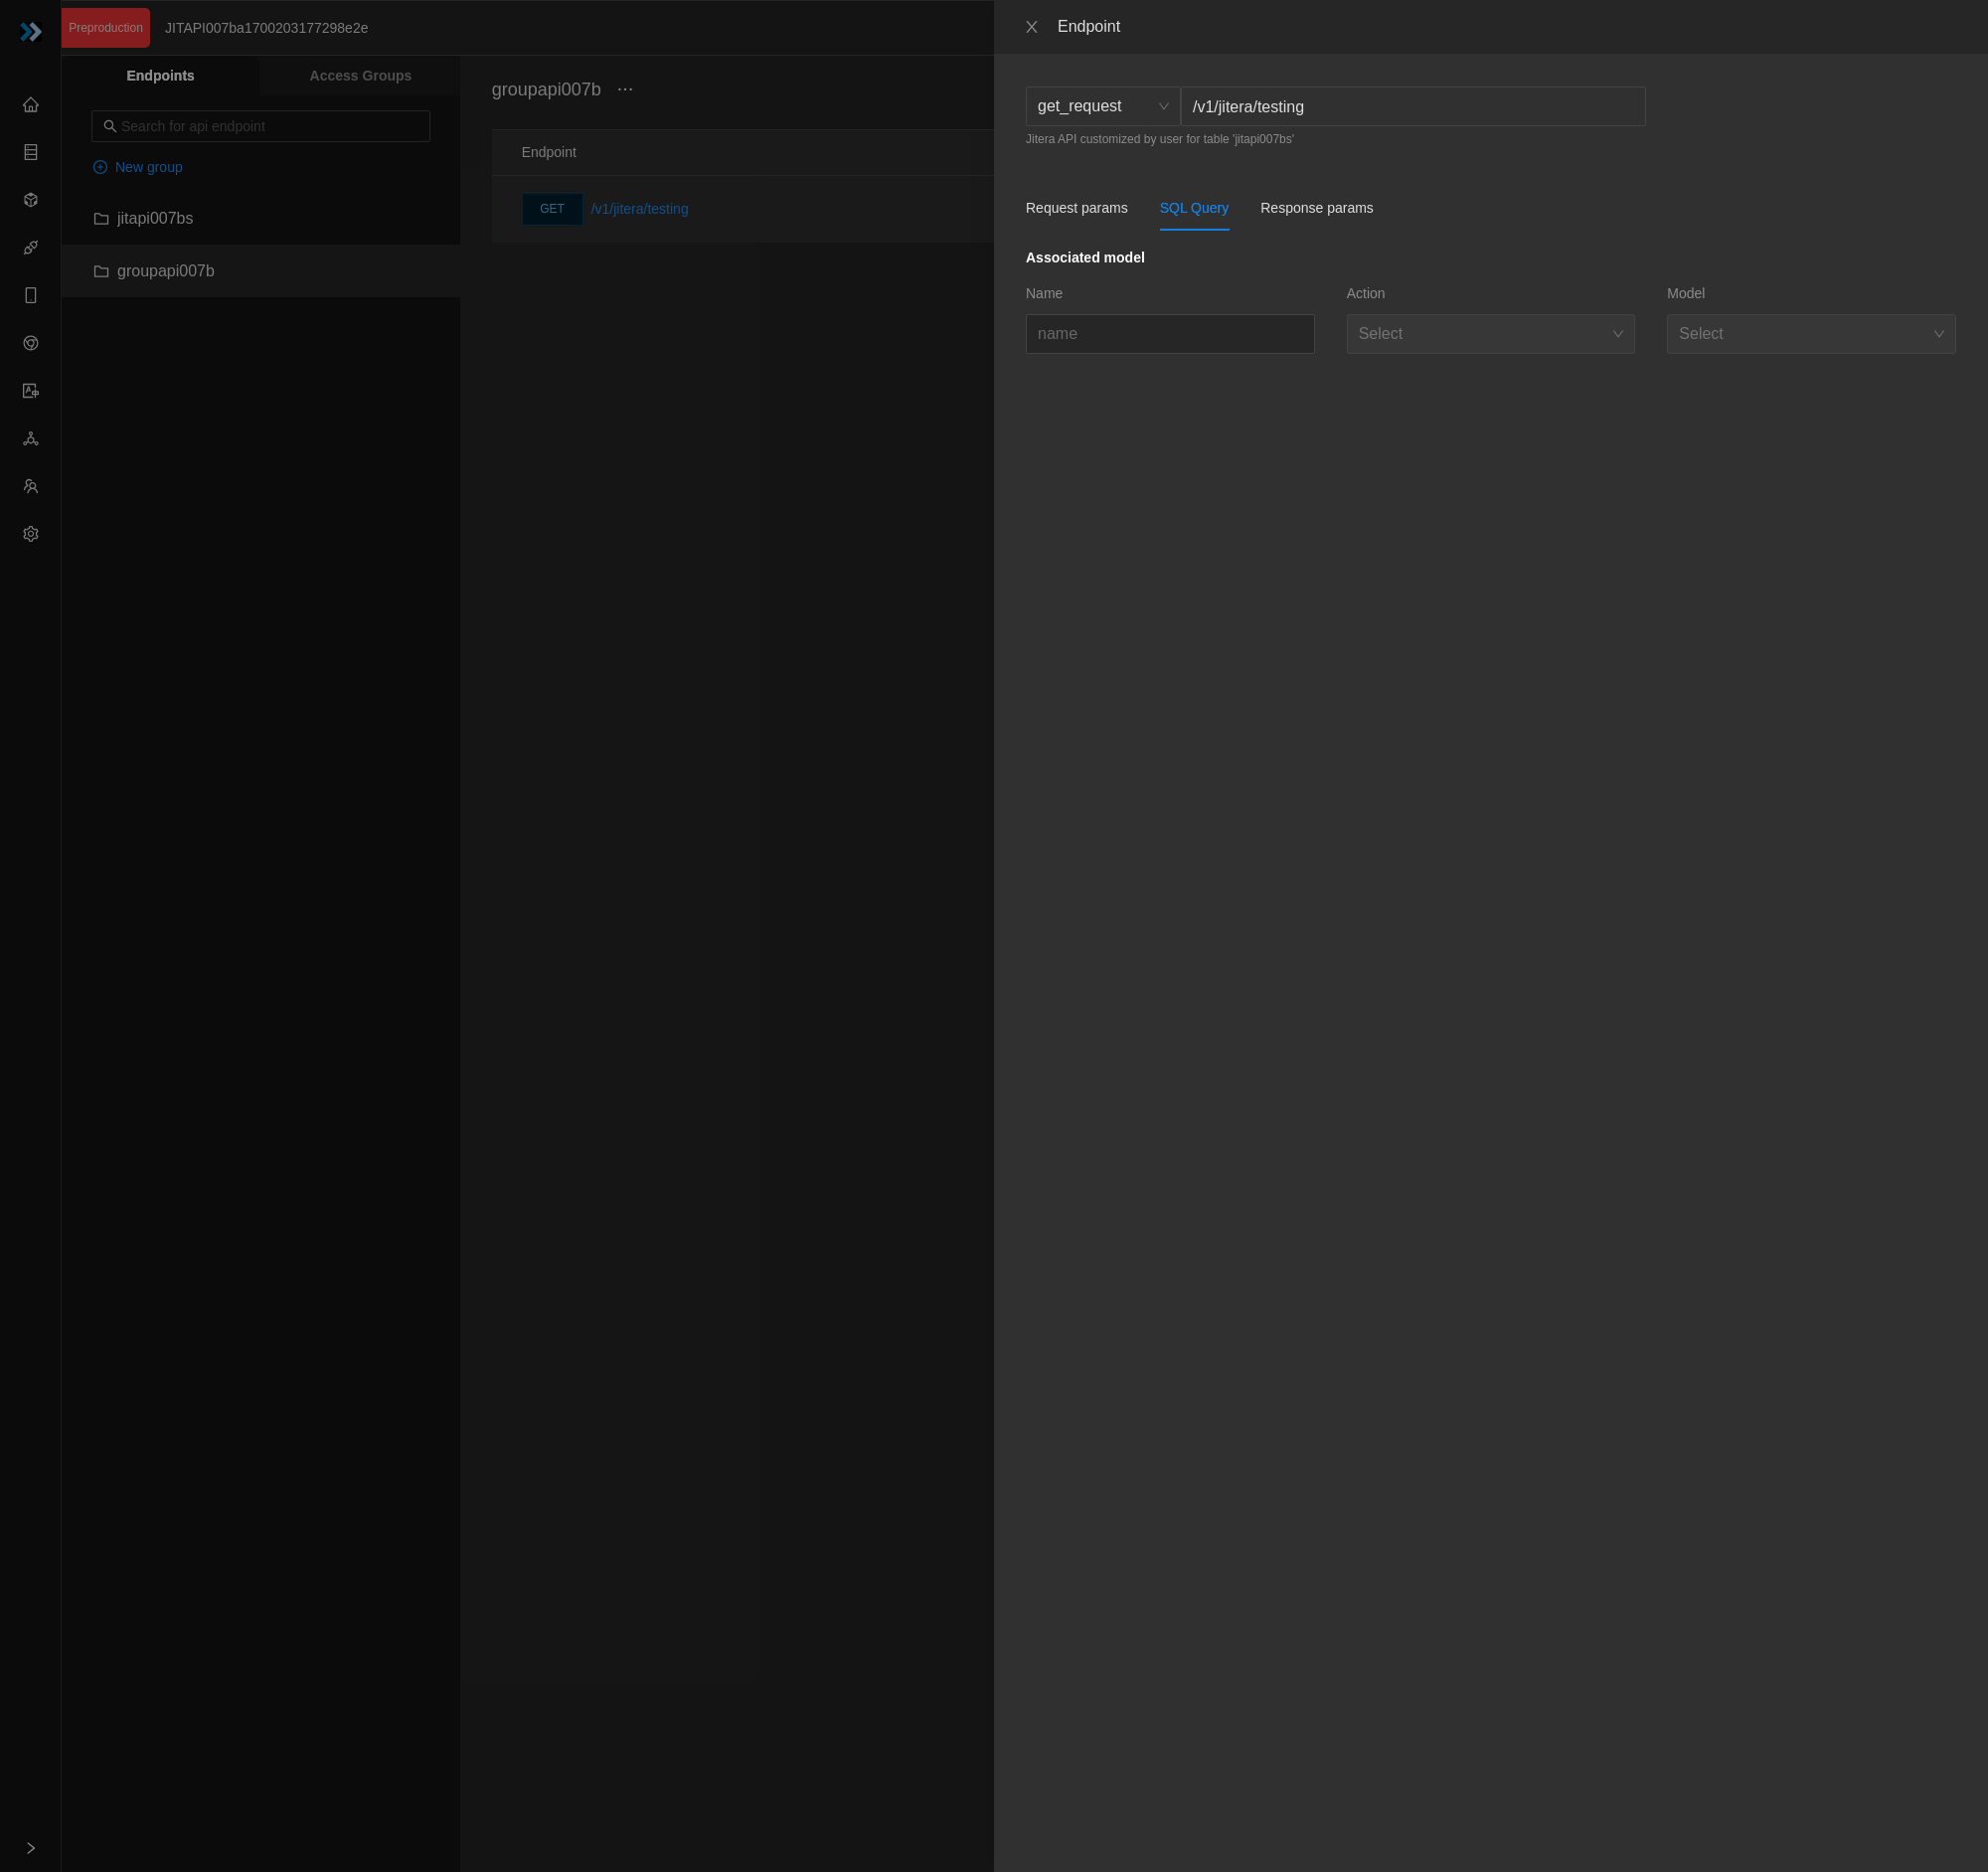 Preproduction
JITAPI007ba1700203177298e2e
Endpoints
Access Groups
Search for api endpoint
New group
jitapi007bs
groupapi007b
groupapi007b
Endpoint
GET /v1/jitera/testing
Endpoint
get_request /v1/jitera/testing
Jitera API customized by user for table 'jitapi007bs'
Request params SQL Query Response params
Associated model
Name Action Model
name Select Select